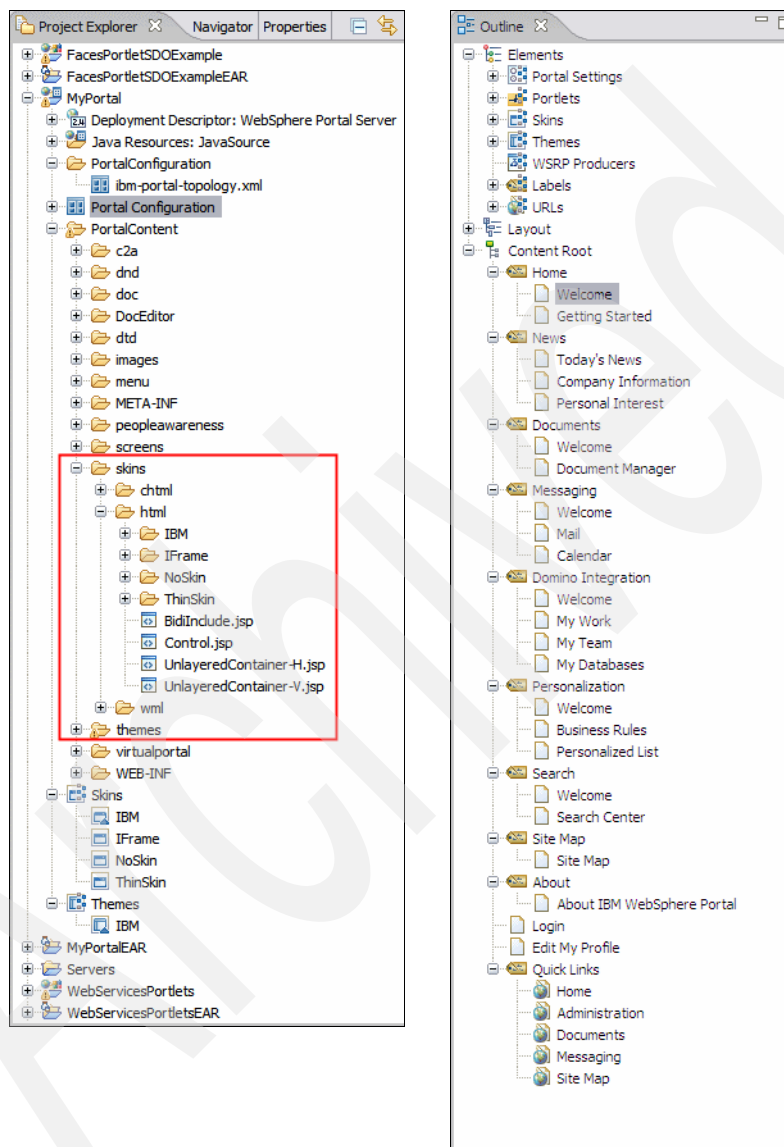 Project Explorer Navigator Properties
FacesPortletSDOExample
FacesPortletSDOExampleEAR
MyPortal
2.4 Deployment Descriptor: WebSphere Portal Server
Java Resources: JavaSource
PortalConfiguration
ibm-portal-topology.xml
Portal Configuration
PortalContent
c2a
dnd
doc
DocEditor
dtd
images
menu
META-INF
peopleawareness
screens
skins
chtml
html
IBM
IFrame
NoSkin
ThinSkin
BidiInclude.jsp
Control.jsp
UnlayeredContainer-H.jsp
UnlayeredContainer-V.jsp
wml
themes
virtualportal
WEB-INF
Skins
IBM
IFrame
NoSkin
ThinSkin
Themes
IBM
MyPortalEAR
Servers
WebServicesPortlets
WebServicesPortletsEAR
Outline
Elements
Portal Settings
Portlets
Skins
Themes
WSRP Producers
Labels
URLs
Layout
Content Root
Home
Welcome
Getting Started
News
Today's News
Company Information
Personal Interest
Documents
Welcome
Document Manager
Messaging
Welcome
Mail
Calendar
Domino Integration
Welcome
My Work
My Team
My Databases
Personalization
Welcome
Business Rules
Personalized List
Search
Welcome
Search Center
Site Map
Site Map
About
About IBM WebSphere Portal
Login
Edit My Profile
Quick Links
Home
Administration
Documents
Messaging
Site Map
Archived